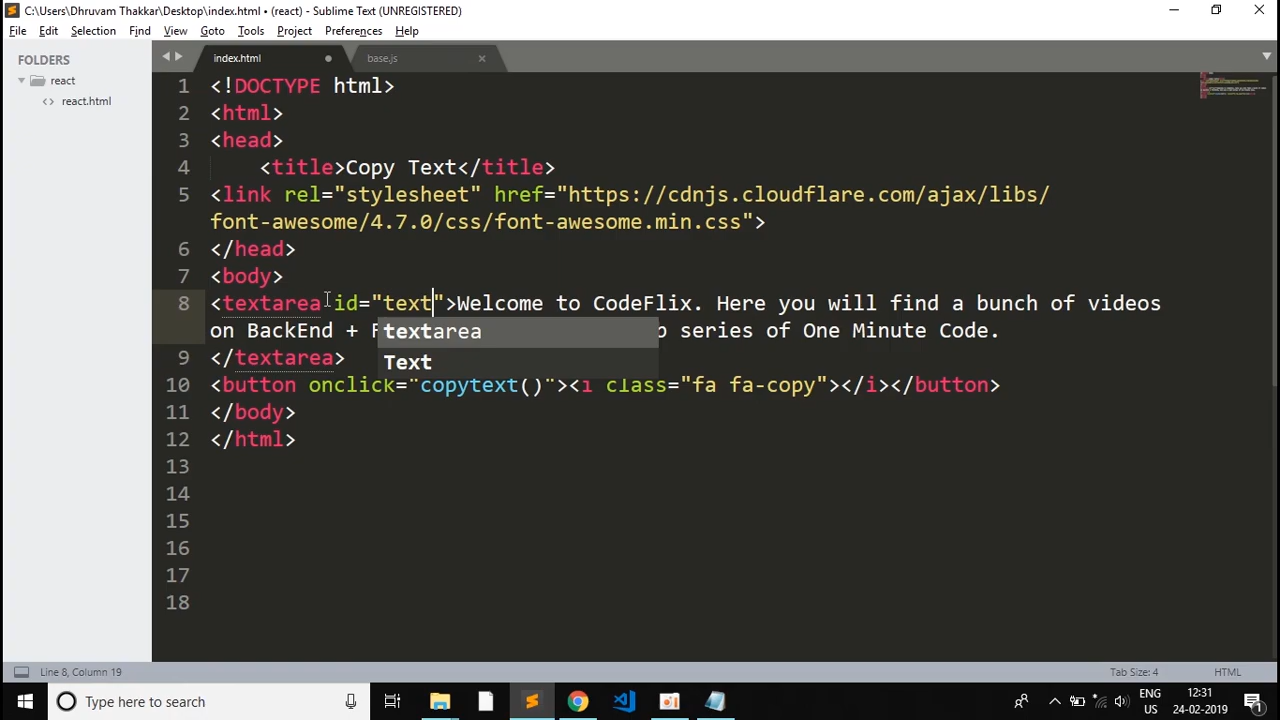 C:\Users\Dhruvam Thakkar\Desktop\index.html • (react) - Sublime Text (UNREGISTERED)
File Edit Selection Find View Goto Tools Project Preferences Help
FOLDERS
react
<> react.html
index.html
base.js
1 <!DOCTYPE html>
2 <html>
3 <head>
4 <title>Copy Text</title>
5 <link rel="stylesheet" href="https://cdnjs.cloudflare.com/ajax/libs/
font-awesome/4.7.0/css/font-awesome.min.css">
6 </head>
7 <body>
8 <textarea id="text">Welcome to CodeFlix. Here you will find a bunch of videos
on BackEnd + series of One Minute Code.
textarea
Text
9 </textarea>
10 <button onclick="copytext()"><i class="fa fa-copy"></i></button>
11 </body>
12 </html>
13
14
15
16
17
18
Line 8, Column 19
Tab Size: 4
HTML
Type here to search
ENG
US
12:31
24-02-2019
1